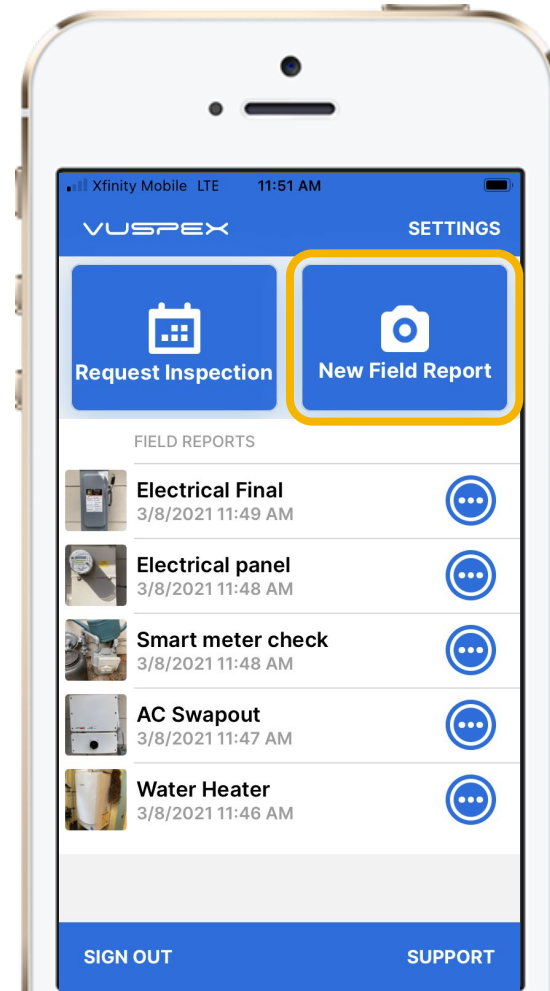 Xfinity Mobile LTE 11:51 AM
VUSPEX SETTINGS
Request Inspection
New Field Report
FIELD REPORTS
Electrical Final
3/8/2021 11:49 AM
Electrical panel
3/8/2021 11:48 AM
Smart meter check
3/8/2021 11:48 AM
AC Swapout
3/8/2021 11:47 AM
Water Heater
3/8/2021 11:46 AM
SIGN OUT SUPPORT